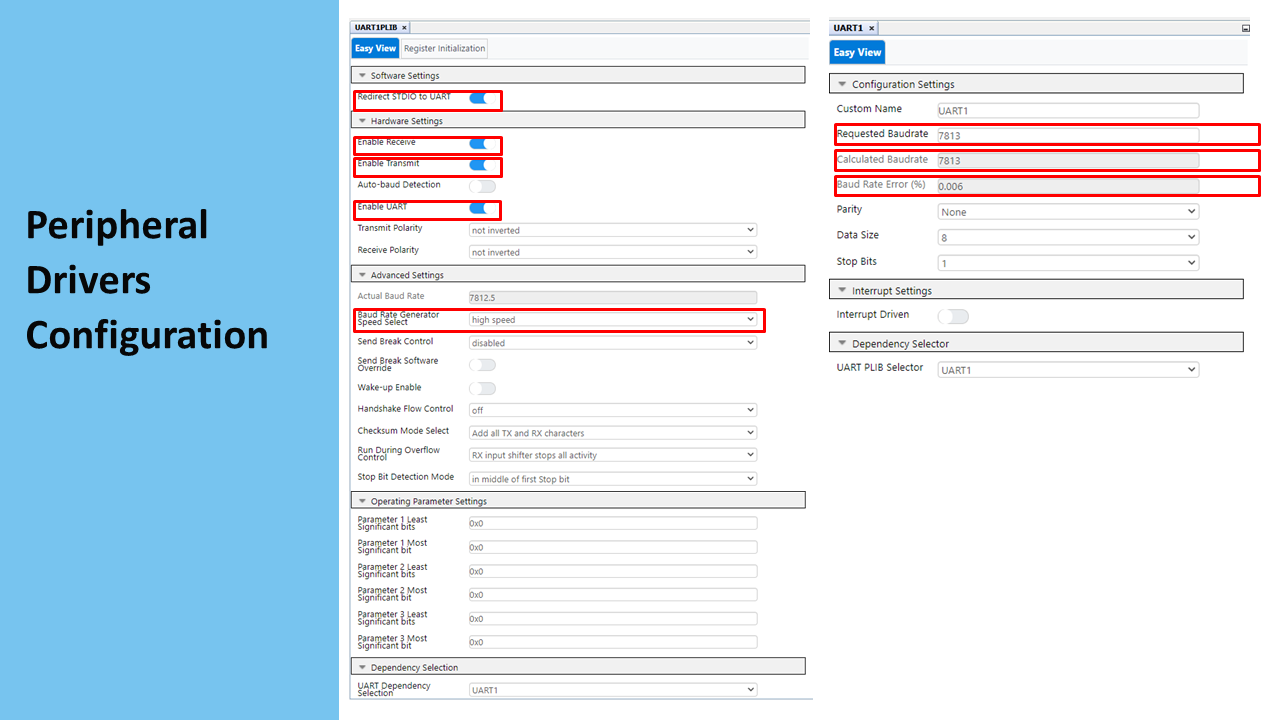 Peripheral
Drivers
Configuration
UART1PLIB ×
Easy View Register Initialization
Software Settings
Redirect STDIO to UART
Hardware Settings
Enable Receive
Enable Transmit
Auto-baud Detection
Enable UART
Transmit Polarity not inverted
Receive Polarity not inverted
Advanced Settings
Actual Baud Rate 7812.5
Baud Rate Generator
Speed Select high speed
Send Break Control disabled
Send Break Software
Override
Wake-up Enable
Handshake Flow Control off
Checksum Mode Select Add all TX and RX characters
Run During Overflow
Control RX input shifter stops all activity
Stop Bit Detection Mode in middle of first Stop bit
Operating Parameter Settings
Parameter 1 Least
Significant bits 0x0
Parameter 1 Most
Significant bit 0x0
Parameter 2 Least
Significant bits 0x0
Parameter 2 Most
Significant bit 0x0
Parameter 3 Least
Significant bits 0x0
Parameter 3 Most
Significant bit 0x0
Dependency Selection
UART Dependency
Selection UART1
UART1 ×
Easy View
Configuration Settings
Custom Name UART1
Requested Baudrate 7813
Calculated Baudrate 7813
Baud Rate Error (%) 0.006
Parity None
Data Size 8
Stop Bits 1
Interrupt Settings
Interrupt Driven
Dependency Selector
UART PLIB Selector UART1